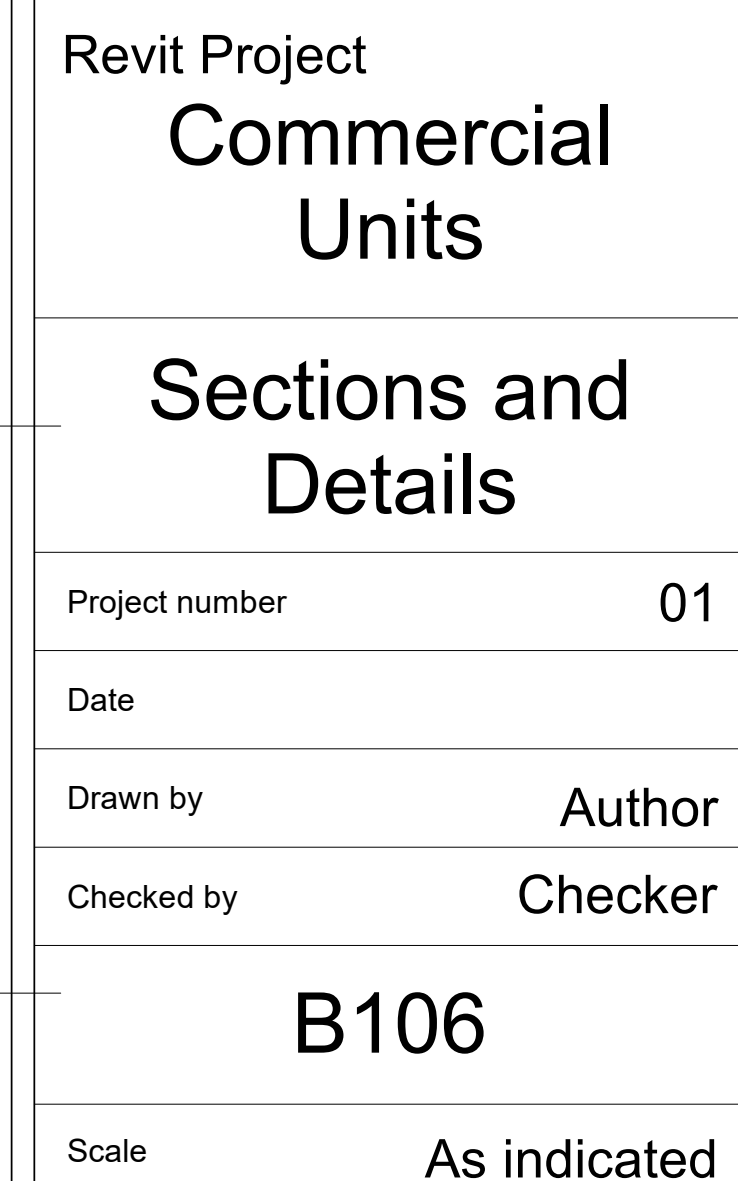 Revit Project
Commercial
Units
Sections and
Details
Project number 01
Date
Drawn by Author
Checked by Checker
B106
Scale As indicated